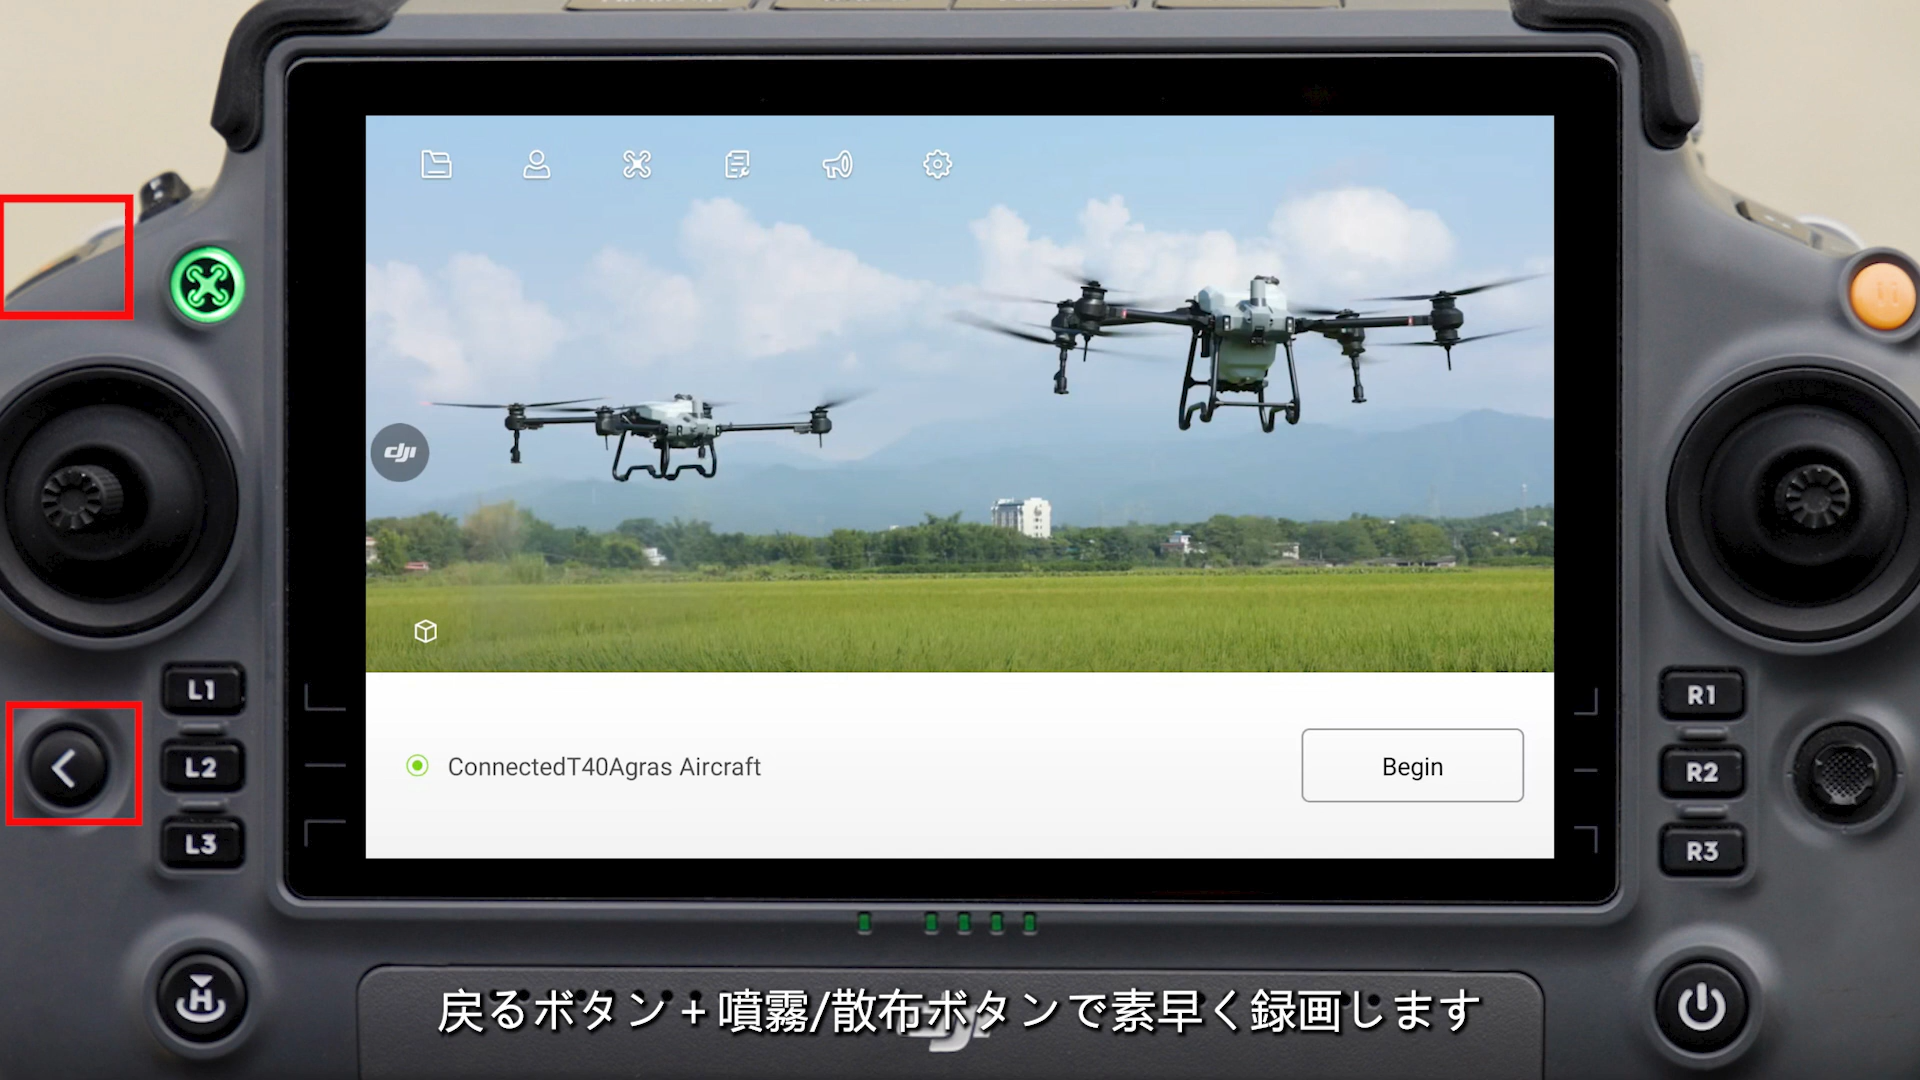 dji
L1
L2
L3
R1
R2
R3
ConnectedT40Agras Aircraft
Begin
H
戻るボタン+噴霧/散布ボタンで素早く録画します